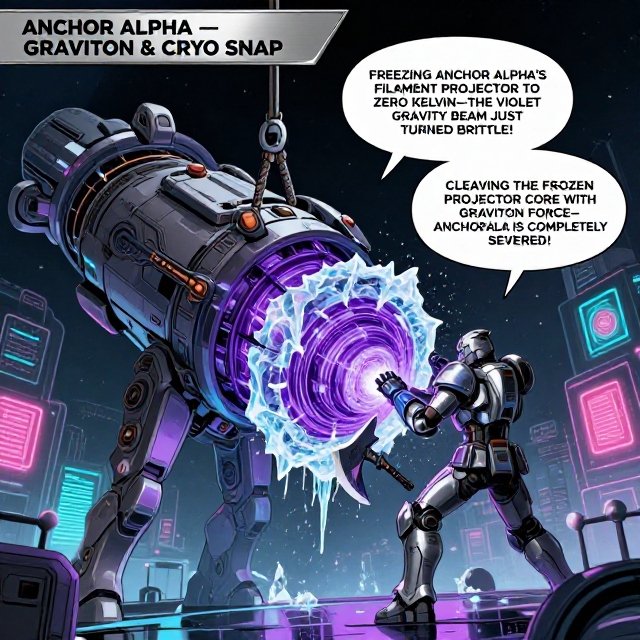 ANCHOR ALPHA —
GRAVITON & CRYO SNAP
FREEZING ANCHOR ALPHA'S
FILAMENT PROJECTOR TO
ZERO KELVIN—THE VIOLET
GRAVITY BEAM JUST
TURNED BRITTLE!
CLEAVING THE FROZEN
PROJECTOR CORE WITH
GRAVITON FORCE—
ANCHOPALA IS COMPLETELY
SEVERED!